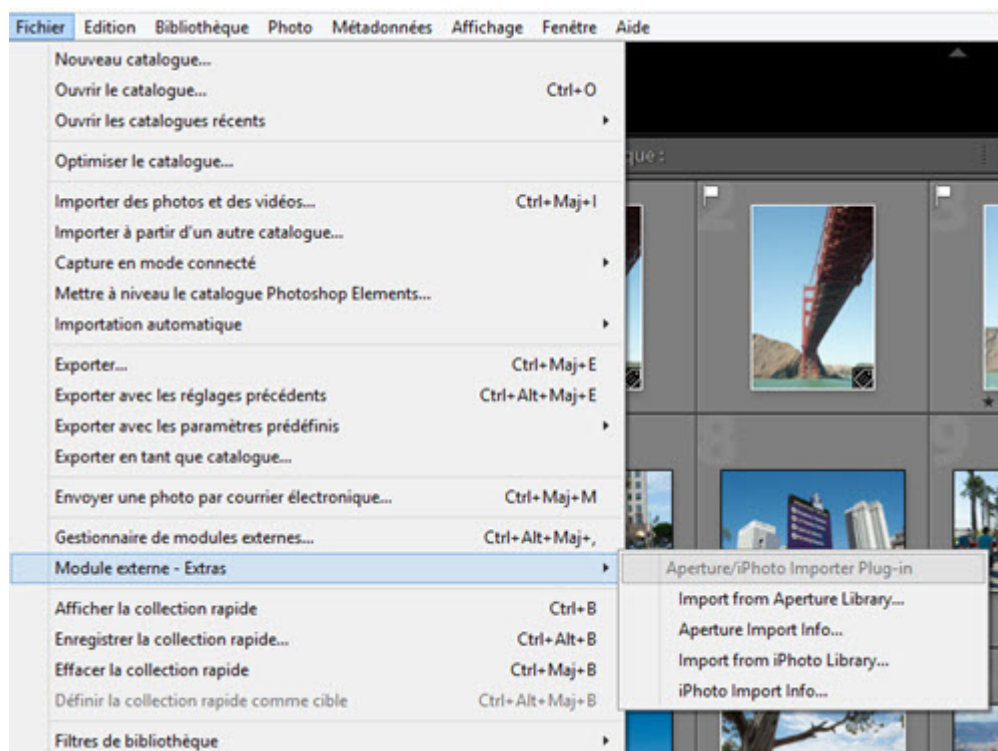 Fichier Edition Bibliothèque Photo Métadonnées Affichage Fenêtre Aide
Nouveau catalogue...
Ouvrir le catalogue... Ctrl+O
Ouvrir les catalogues récents
Optimiser le catalogue...
que :
Importer des photos et des vidéos... Ctrl+Maj+I
Importer à partir d'un autre catalogue...
2 3
Capture en mode connecté
Mettre à niveau le catalogue Photoshop Elements...
Importation automatique
Exporter... Ctrl+Maj+E
Exporter avec les réglages précédents Ctrl+Alt+Maj+E
Exporter avec les paramètres prédéfinis
8 9
Exporter en tant que catalogue...
Envoyer une photo par courrier électronique... Ctrl+Maj+M
Gestionnaire de modules externes... Ctrl+Alt+Maj+,
Module externe - Extras
Aperture/iPhoto Importer Plug-in
Import from Aperture Library...
Aperture Import Info...
Import from iPhoto Library...
iPhoto Import Info...
Afficher la collection rapide Ctrl+B
Enregistrer la collection rapide... Ctrl+Alt+B
Effacer la collection rapide Ctrl+Maj+B
Définir la collection rapide comme cible Ctrl+Alt+Maj+B
Filtres de bibliothèque